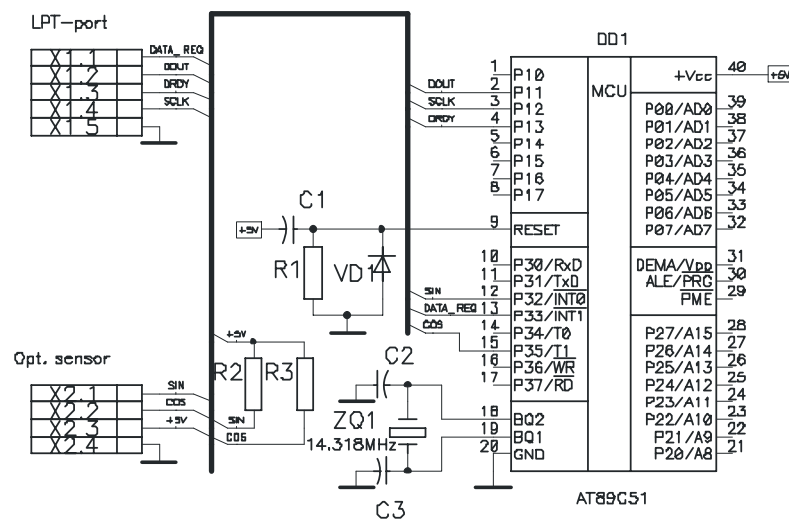 LPT-port
X1.1 DATA_REQ
X1.2 DOUT
X1.3 DRDY
X1.4 SCLK
X1.5
DD1
MCU
1 P10
2 P11 DOUT
3 P12 SCLK
4 P13 DRDY
5 P14
6 P15
7 P16
8 P17
9 RESET
10 P30/RxD
11 P31/TxD
12 P32/INT0 SIN
13 P33/INT1 DATA_REQ
14 P34/T0
15 P35/T1 COS
16 P36/WR
17 P37/RD
18 BQ2
19 BQ1
20 GND
+Vcc 40 +5V
P00/AD0 39
P01/AD1 38
P02/AD2 37
P03/AD3 36
P04/AD4 35
P05/AD5 34
P06/AD6 33
P07/AD7 32
DEMA/VDD 31
ALE/PRG 30
PME 29
P27/A15 28
P26/A14 27
P25/A13 26
P24/A12 25
P23/A11 24
P22/A10 23
P21/A9 22
P20/A8 21
AT89C51
+5V
C1
R1
VD1
+5V
R2
R3
Opt. sensor
X2.1 SIN
X2.2 COS
X2.3 +5V
X2.4
SIN
COS
C2
ZQ1
14.318MHz
C3